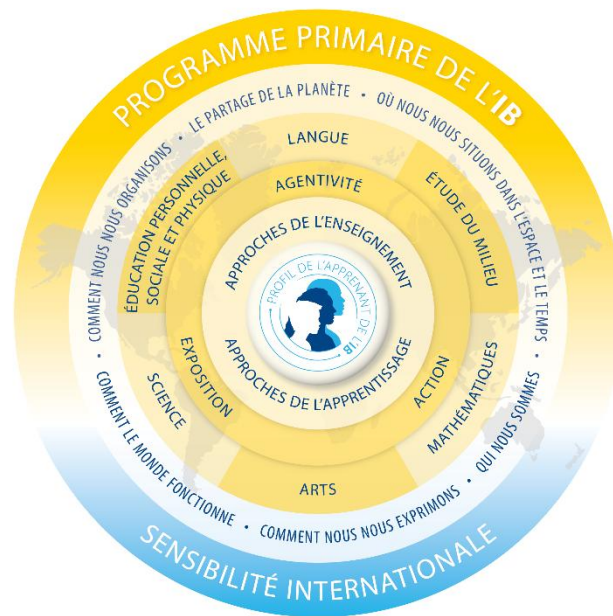 PROGRAMME PRIMAIRE DE L'IB
LE PARTAGE DE LA PLANÈTE • OÙ NOUS NOUS SITUONS DANS L'ESPACE ET LE TEMPS • QUI NOUS SOMMES • COMMENT NOUS NOUS EXPRIMONS • COMMENT LE MONDE FONCTIONNE • COMMENT NOUS NOUS ORGANISONS •
LANGUE
ÉTUDE DU MILIEU
MATHÉMATIQUES
ARTS
SCIENCE
ÉDUCATION PERSONNELLE,
SOCIALE ET PHYSIQUE
AGENTIVITÉ
ACTION
EXPOSITION
APPROCHES DE L'ENSEIGNEMENT
APPROCHES DE L'APPRENTISSAGE
PROFIL DE L'APPRENANT DE L'IB
SENSIBILITÉ INTERNATIONALE